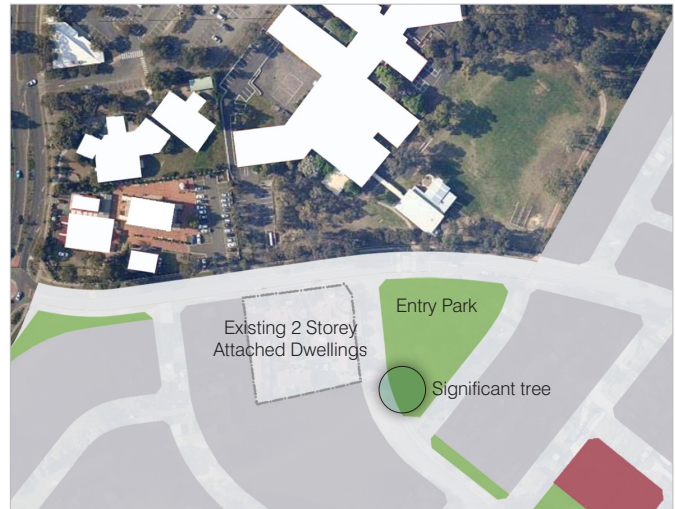 Entry Park
Existing 2 Storey
Attached Dwellings
Significant tree